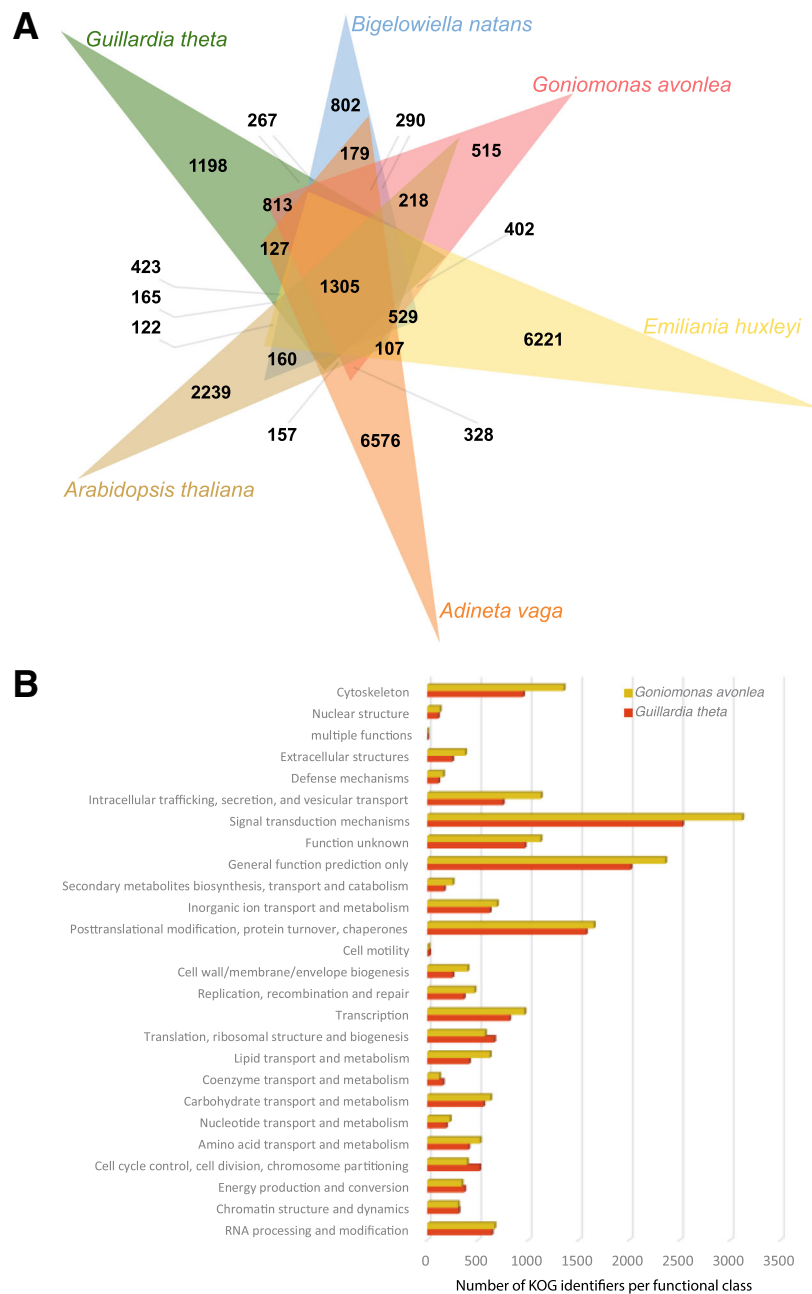 A
Guillardia theta
Bigelowiella natans
Goniomonas avonlea
802
267
290
179
515
1198
813
218
402
127
423
1305
165
529
122
107
Emiliania huxleyi
6221
160
2239
157
6576
328
Arabidopsis thaliana
Adineta vaga
B
Goniomonas avonlea
Guillardia theta
Cytoskeleton
Nuclear structure
multiple functions
Extracellular structures
Defense mechanisms
Intracellular trafficking, secretion, and vesicular transport
Signal transduction mechanisms
Function unknown
General function prediction only
Secondary metabolites biosynthesis, transport and catabolism
Inorganic ion transport and metabolism
Posttranslational modification, protein turnover, chaperones
Cell motility
Cell wall/membrane/envelope biogenesis
Replication, recombination and repair
Transcription
Translation, ribosomal structure and biogenesis
Lipid transport and metabolism
Coenzyme transport and metabolism
Carbohydrate transport and metabolism
Nucleotide transport and metabolism
Amino acid transport and metabolism
Cell cycle control, cell division, chromosome partitioning
Energy production and conversion
Chromatin structure and dynamics
RNA processing and modification
0 500 1000 1500 2000 2500 3000 3500
Number of KOG identifiers per functional class